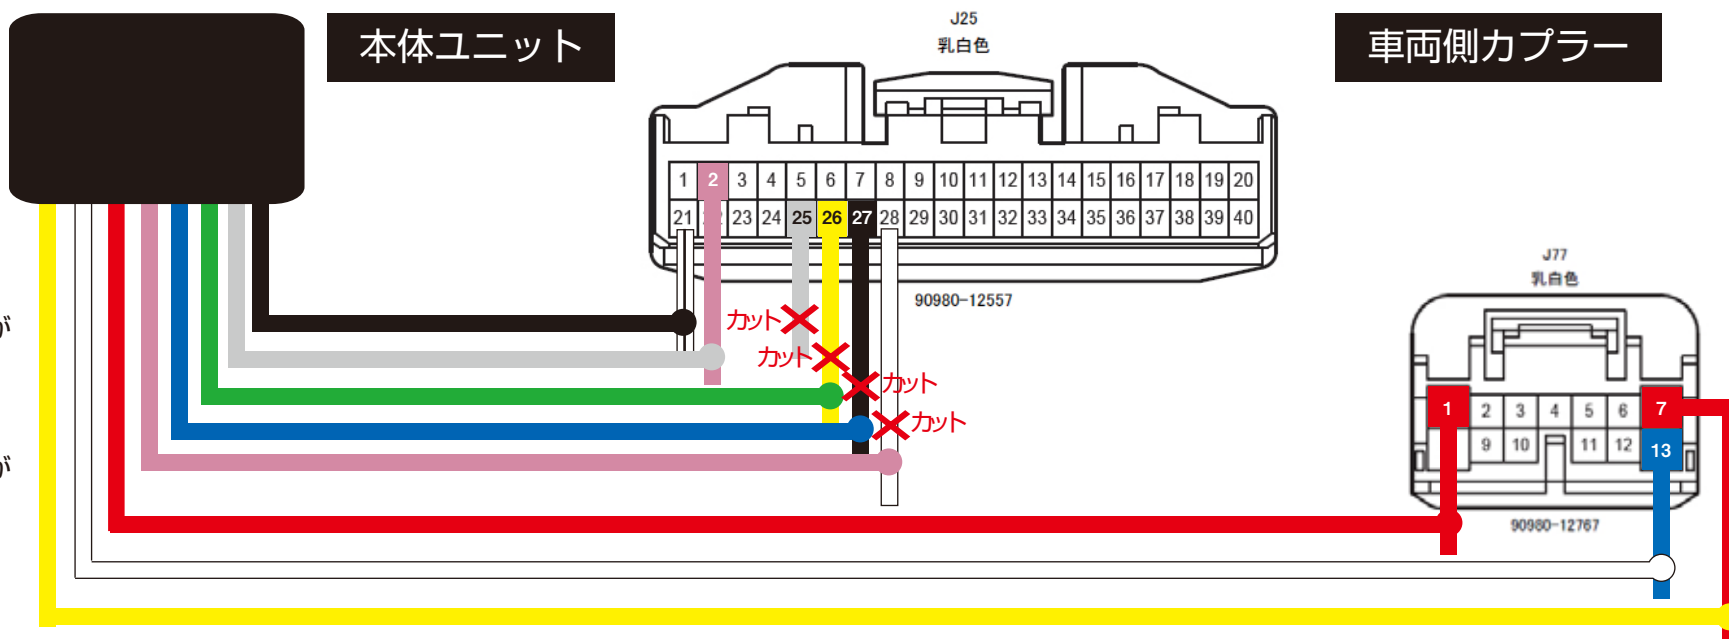 本体ユニット
J25
乳白色
車両側カプラー
1 2 3 4 5 6 7 8 9 10 11 12 13 14 15 16 17 18 19 20
21 23 24 25 26 27 28 29 30 31 32 33 34 35 36 37 38 39 40
90980-12557
J77
乳白色
カット
カット
カット
カット
が
が
1 2 3 4 5 6 7
9 10 11 12 13
90980-12767